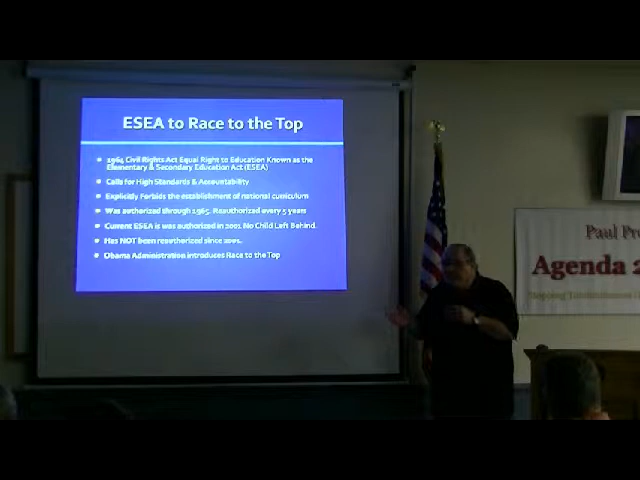 ESEA to Race to the Top
1964 Civil Rights Act Equal Right to Education Known as the
Elementary & Secondary Education Act (ESEA)
Calls for High Standards & Accountability
Explicitly Forbids the establishment of national curriculum
Was authorized through 1965. Reauthorized every 5 years
Current ESEA is was authorized in 2001 No Child Left Behind.
Has NOT been reauthorized since 2001.
Obama Administration introduces Race to the Top
Paul Pre
Agenda 2